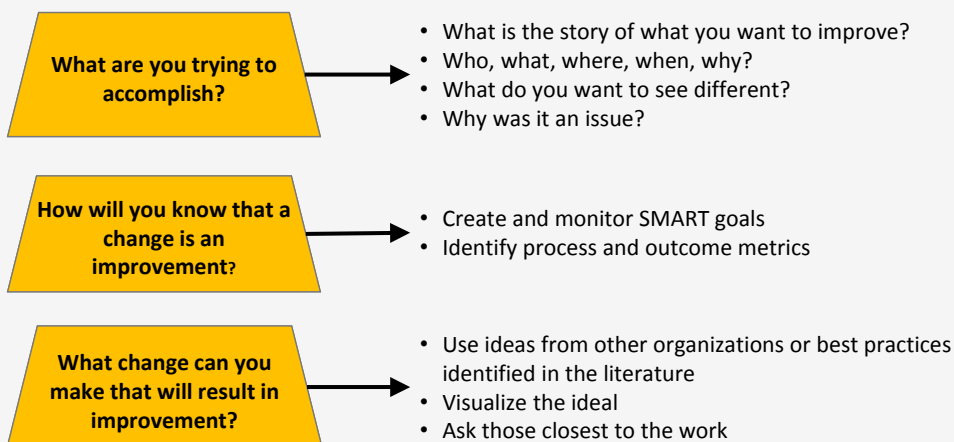 What are you trying to
accomplish?
• What is the story of what you want to improve?
• Who, what, where, when, why?
• What do you want to see different?
• Why was it an issue?
How will you know that a
change is an
improvement?
• Create and monitor SMART goals
• Identify process and outcome metrics
What change can you
make that will result in
improvement?
• Use ideas from other organizations or best practices
identified in the literature
• Visualize the ideal
• Ask those closest to the work